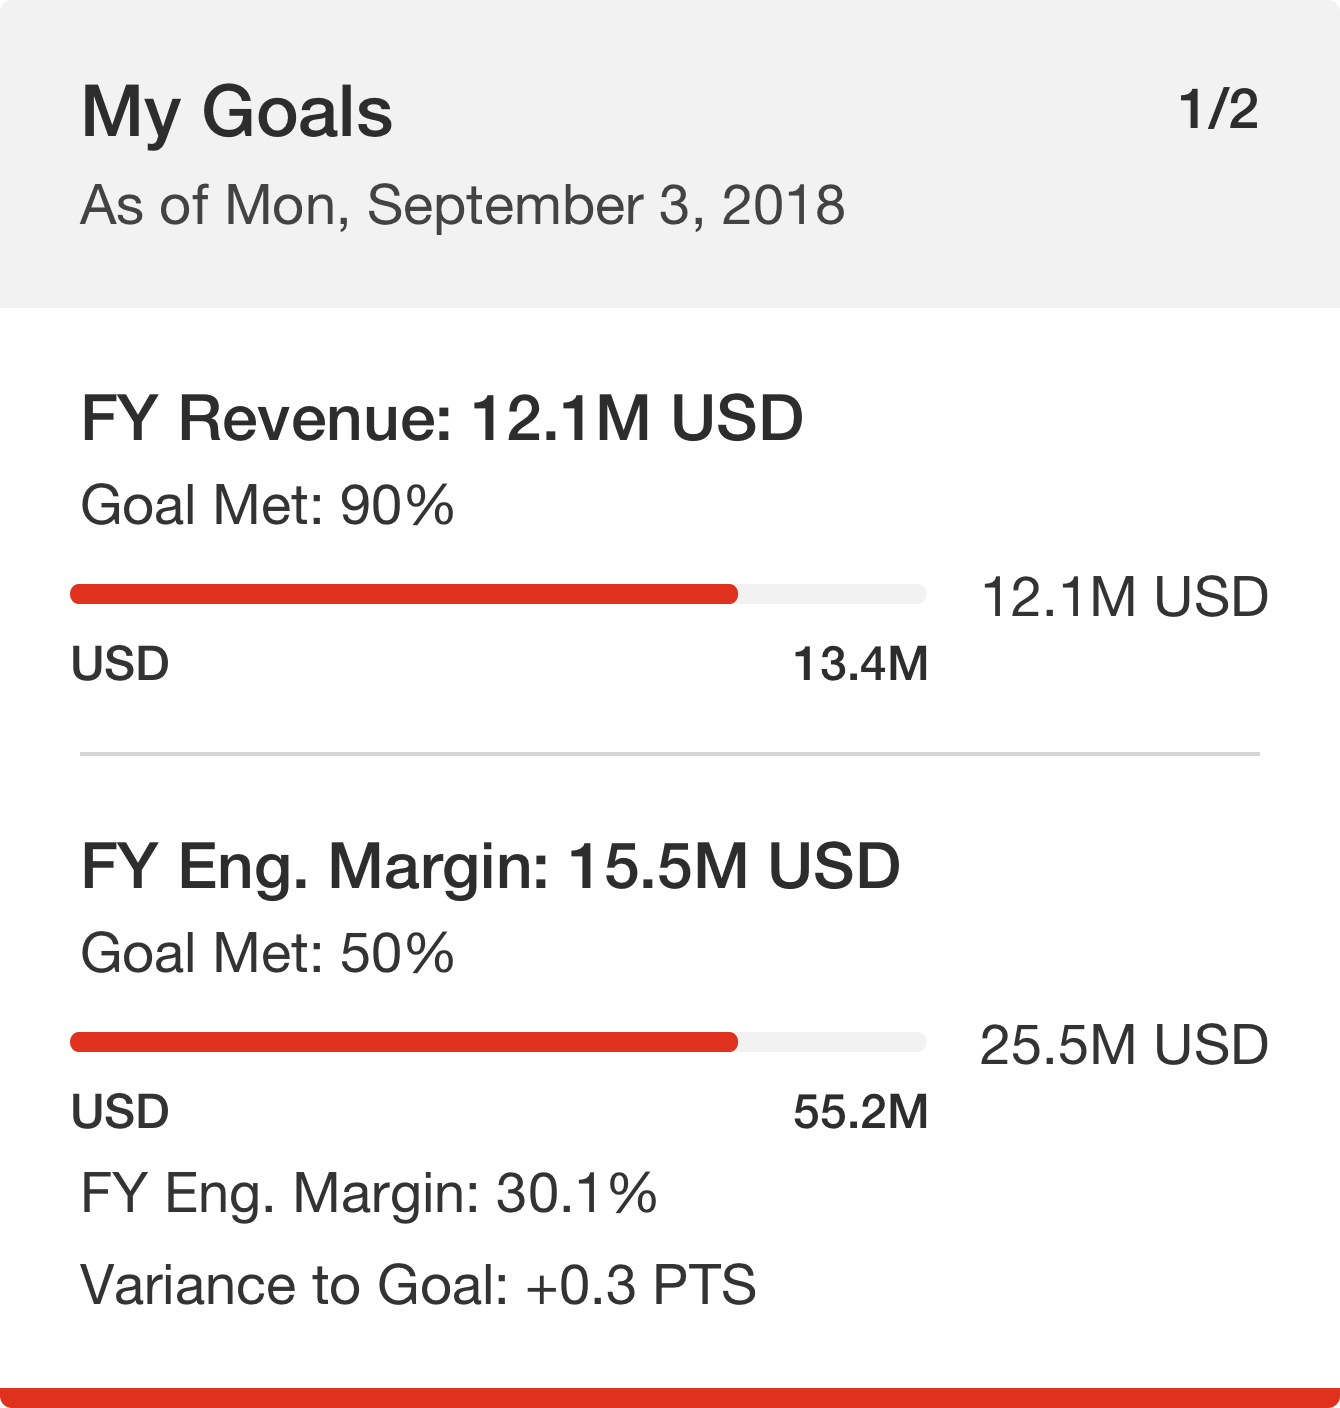 My Goals
1/2
As of Mon, September 3, 2018
FY Revenue: 12.1M USD
Goal Met: 90%
12.1M USD
USD
13.4M
FY Eng. Margin: 15.5M USD
Goal Met: 50%
25.5M USD
USD
55.2M
FY Eng. Margin: 30.1%
Variance to Goal: +0.3 PTS